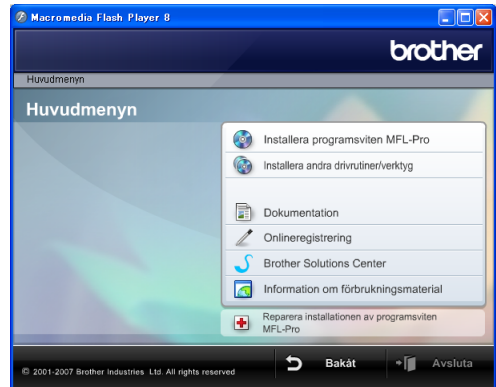 Macromedia Flash Player 8
brother
Huvudmenyn
Huvudmenyn
Installera programsviten MFL-Pro
Installera andra drivrutiner/verktyg
Dokumentation
Onlineregistrering
Brother Solutions Center
Information om förbrukningsmaterial
Reparera installationen av programsviten
MFL-Pro
© 2001-2007 Brother Industries Ltd. All rights reserved
Bakåt
Avsluta